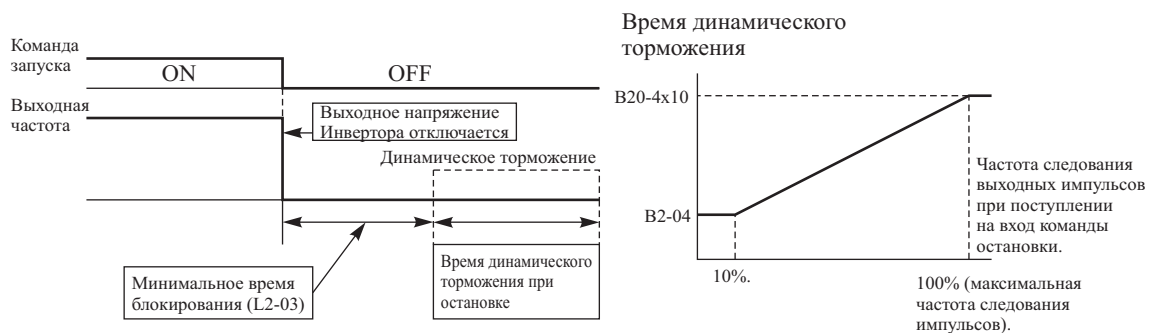 Команда
запуска
ON
OFF
Выходная
частота
Выходное напряжение
Инвертора отключается
Динамическое торможение
Минимальное время
блокирования (L2-03)
Время динамического
торможения при
остановке
Время динамического
торможения
B20-4x10
B2-04
10%.
100% (максимальная
частота следования
импульсов).
Частота следования
выходных импульсов
при поступлении
на вход команды
остановки.